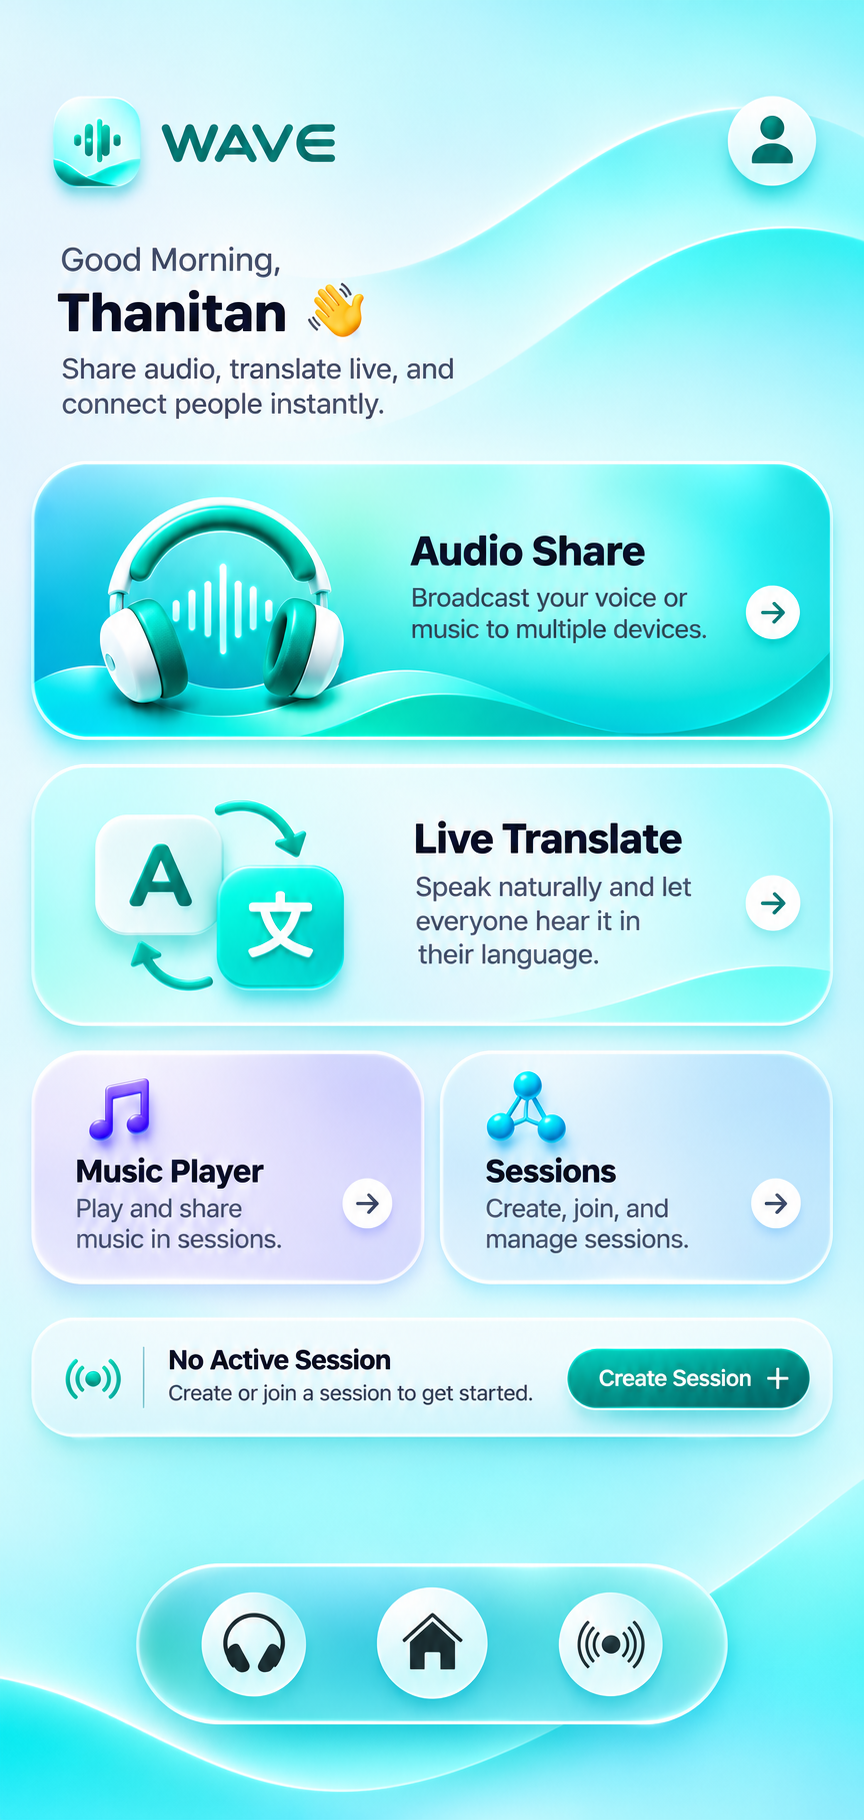 WAVE
Good Morning,
Thanitan 👋
Share audio, translate live, and
connect people instantly.
Audio Share
Broadcast your voice or
music to multiple devices.
A
文
Live Translate
Speak naturally and let
everyone hear it in
their language.
Music Player
Play and share
music in sessions.
Sessions
Create, join, and
manage sessions.
No Active Session
Create or join a session to get started.
Create Session +